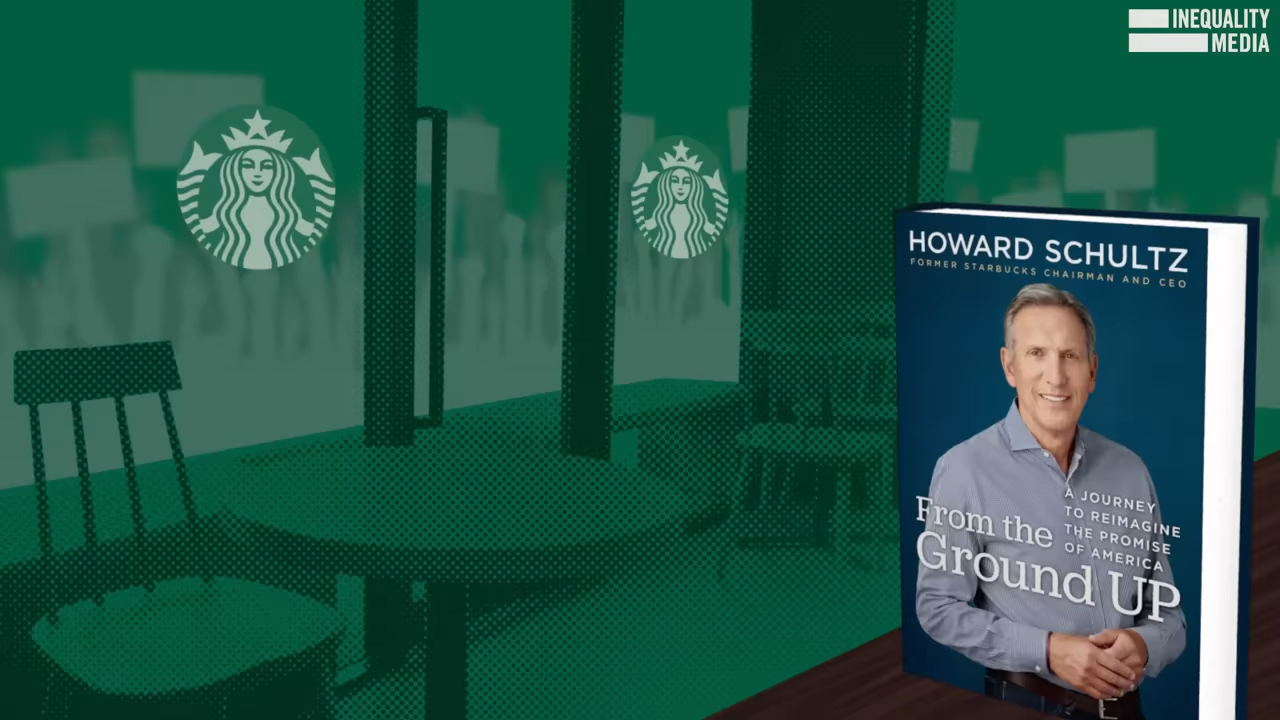 INEQUALITY
MEDIA
HOWARD SCHULTZ
FORMER STARBUCKS CHAIRMAN AND CEO
From the
Ground UP
A JOURNEY
TO REIMAGINE
THE PROMISE
OF AMERICA